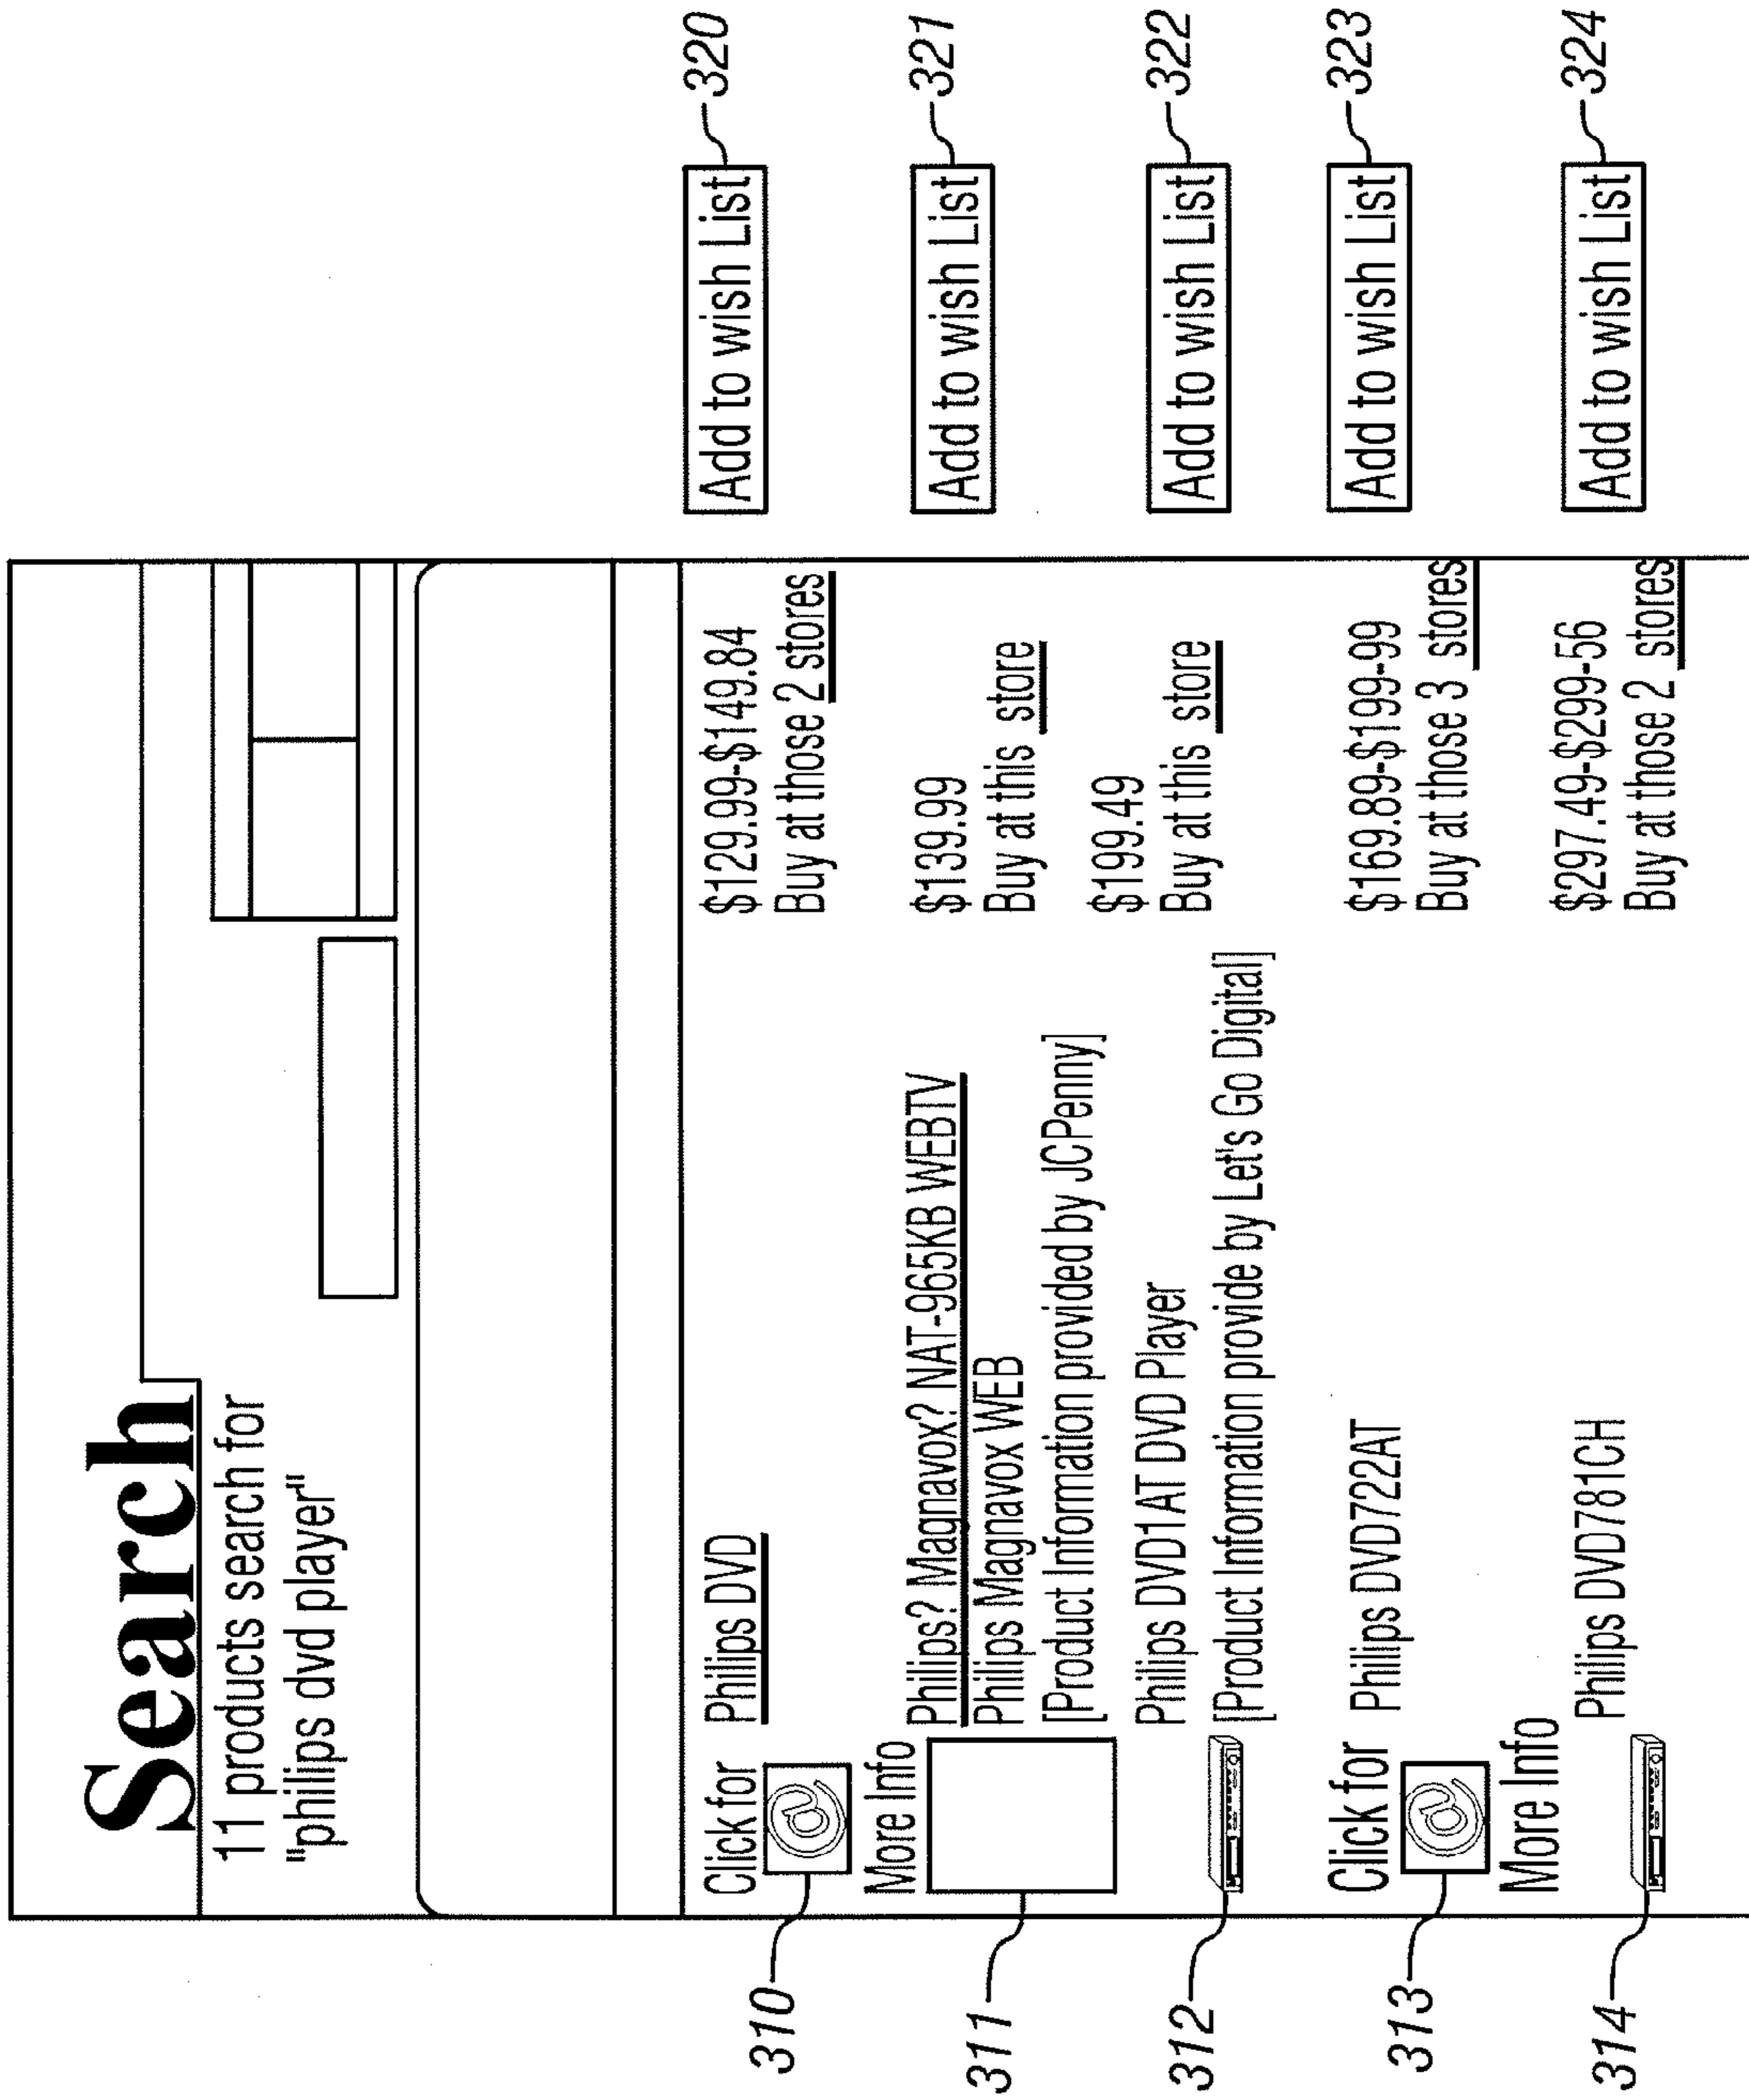 Search
11 products search for
"philips dvd player"
Click for
More Info
310
Philips DVD
$129.99-$149.84
Buy at those 2 stores
Add to wish List
320
311
Philips? Magnavox? NAT-965KB WEBTV
Philips Magnavox WEB
[Product Information provided by JCPenny]
$139.99
Buy at this store
Add to wish List
321
312
Philips DVD1AT DVD Player
[Product Information provide by Let's Go Digital]
$199.49
Buy at this store
Add to wish List
322
Click for
More Info
313
Philips DVD722AT
$169.89-$199-99
Buy at those 3 stores
Add to wish List
323
314
Philips DVD781CH
$297.49-$299-56
Buy at those 2 stores
Add to wish List
324